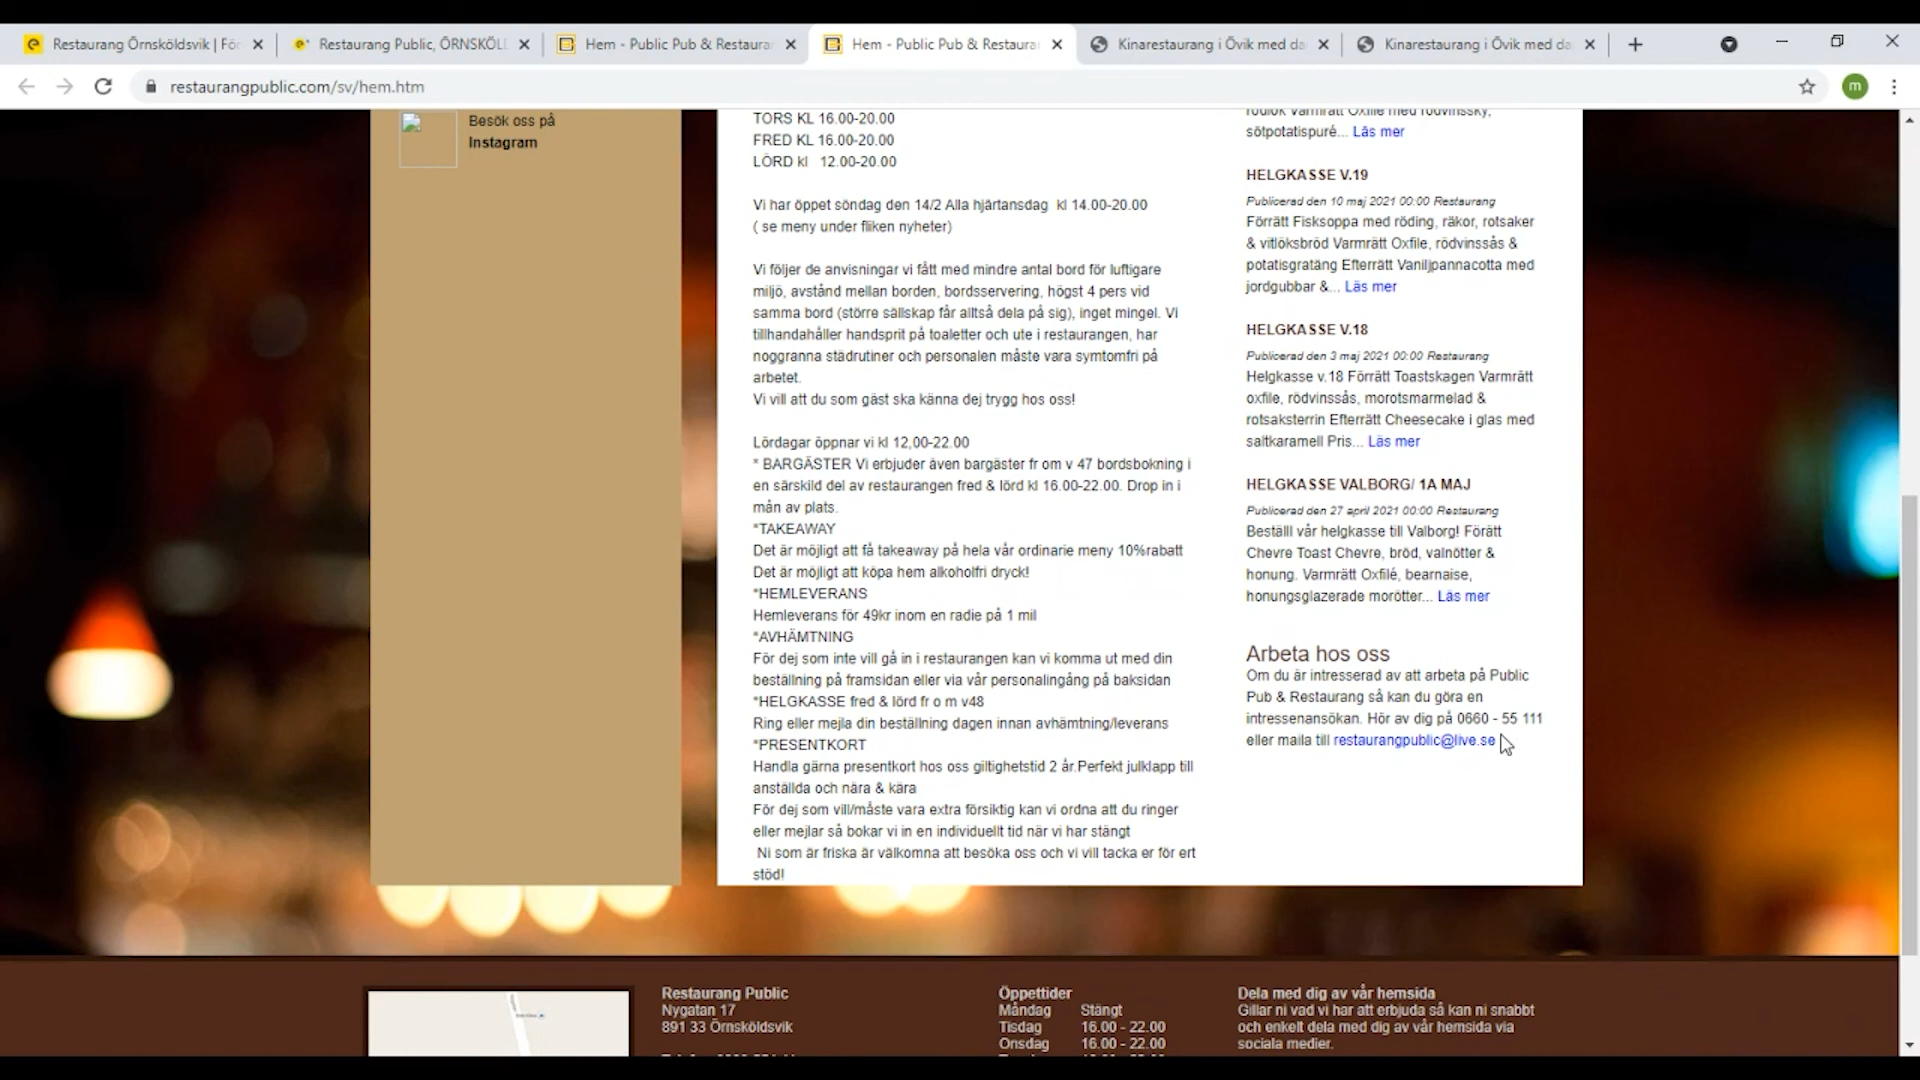 Restaurang Örnsköldsvik | För
Restaurang Public, ÖRNSKÖL
Hem - Public Pub & Restaura
Hem - Public Pub & Restaura
Kinarestaurang i Övik med da
Kinarestaurang i Övik med da
restaurangpublic.com/sv/hem.htm
m
Besök oss på
Instagram
TORS KL 16.00-20.00
FRED KL 16.00-20.00
LÖRD kl 12.00-20.00
Vi har öppet söndag den 14/2 Alla hjärtansdag kl 14.00-20.00
( se meny under fliken nyheter)
Vi följer de anvisningar vi fått med mindre antal bord för luftigare
miljö, avstånd mellan borden, bordsservering, högst 4 pers vid
samma bord (större sällskap får alltså dela på sig), inget mingel. Vi
tillhandahåller handsprit på toaletter och ute i restaurangen, har
noggranna städrutiner och personalen måste vara symtomfri på
arbetet.
Vi vill att du som gäst ska känna dej trygg hos oss!
Lördagar öppnar vi kl 12,00-22.00
* BARGÄSTER Vi erbjuder även bargäster fr om v 47 bordsbokning i
en särskild del av restaurangen fred & lörd kl 16.00-22.00. Drop in i
mån av plats.
*TAKEAWAY
Det är möjligt att få takeaway på hela vår ordinarie meny 10%rabatt
Det är möjligt att köpa hem alkoholfri dryck!
*HEMLEVERANS
Hemleverans för 49kr inom en radie på 1 mil
*AVHÄMTNING
För dej som inte vill gå in i restaurangen kan vi komma ut med din
beställning på framsidan eller via vår personalingång på baksidan
*HELGKASSE fred & lörd fr o m v48
Ring eller mejla din beställning dagen innan avhämtning/leverans
*PRESENTKORT
Handla gärna presentkort hos oss giltighetstid 2 år.Perfekt julklapp till
anställda och nära & kära
För dej som vill/måste vara extra försiktig kan vi ordna att du ringer
eller mejlar så bokar vi in en individuellt tid när vi har stängt
Ni som är friska är välkomna att besöka oss och vi vill tacka er för ert
stöd!
rödlök Varmrätt Oxfile med rödvinssky,
sötpotatispuré... Läs mer
HELGKASSE V.19
Publicerad den 10 maj 2021 00:00 Restaurang
Förrätt Fisksoppa med röding, räkor, rotsaker
& vitlöksbröd Varmrätt Oxfile, rödvinssås &
potatisgratäng Efterrätt Vaniljpannacotta med
jordgubbar &... Läs mer
HELGKASSE V.18
Publicerad den 3 maj 2021 00:00 Restaurang
Helgkasse v.18 Förrätt Toastskagen Varmrätt
oxfile, rödvinssås, morotsmarmelad &
rotsaksterrin Efterrätt Cheesecake i glas med
saltkaramell Pris... Läs mer
HELGKASSE VALBORG/ 1A MAJ
Publicerad den 27 april 2021 00:00 Restaurang
Beställl vår helgkasse till Valborg! Förätt
Chevre Toast Chevre, bröd, valnötter &
honung. Varmrätt Oxfilé, bearnaise,
honungsglazerade morötter... Läs mer
Arbeta hos oss
Om du är intresserad av att arbeta på Public
Pub & Restaurang så kan du göra en
intressenansökan. Hör av dig på 0660 - 55 111
eller maila till restaurangpublic@live.se
Restaurang Public
Nygatan 17
891 33 Örnsköldsvik
Öppettider
Måndag Stängt
Tisdag 16.00 - 22.00
Onsdag 16.00 - 22.00
Dela med dig av vår hemsida
Gillar ni vad vi har att erbjuda så kan ni snabbt
och enkelt dela med dig av vår hemsida via
sociala medier.